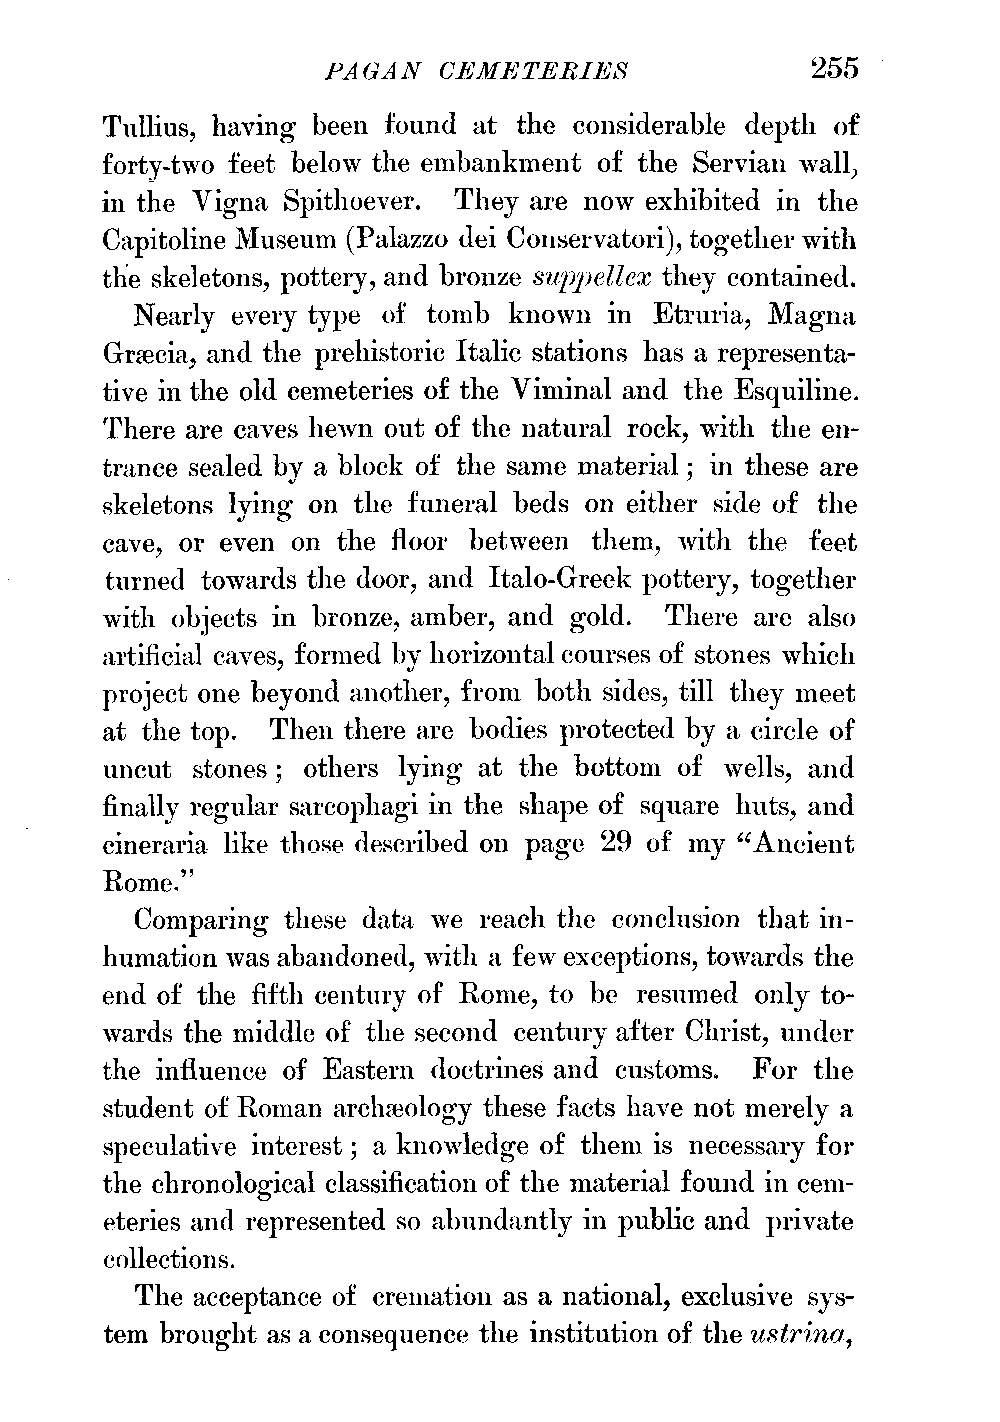 PAGAN CEMETERIES 255
Tullius, having been found at the considerable depth of
forty-two feet below the embankment of the Servian wall,
in the Vigna Spithoever. They are now exhibited in the
Capitoline Museum (Palazzo dei Conservatori), together with
the skeletons, pottery, and bronze suppellex they contained.
Nearly every type of tomb known in Etruria, Magna
Græcia, and the prehistoric Italic stations has a representa-
tive in the old cemeteries of the Viminal and the Esquiline.
There are caves hewn out of the natural rock, with the en-
trance sealed by a block of the same material; in these are
skeletons lying on the funeral beds on either side of the
cave, or even on the floor between them, with the feet
turned towards the door, and Italo-Greek pottery, together
with objects in bronze, amber, and gold. There are also
artificial caves, formed by horizontal courses of stones which
project one beyond another, from both sides, till they meet
at the top. Then there are bodies protected by a circle of
uncut stones; others lying at the bottom of wells, and
finally regular sarcophagi in the shape of square huts, and
cineraria like those described on page 29 of my “Ancient
Rome.”
Comparing these data we reach the conclusion that in-
humation was abandoned, with a few exceptions, towards the
end of the fifth century of Rome, to be resumed only to-
wards the middle of the second century after Christ, under
the influence of Eastern doctrines and customs. For the
student of Roman archæology these facts have not merely a
speculative interest; a knowledge of them is necessary for
the chronological classification of the material found in cem-
eteries and represented so abundantly in public and private
collections.
The acceptance of cremation as a national, exclusive sys-
tem brought as a consequence the institution of the ustrina,